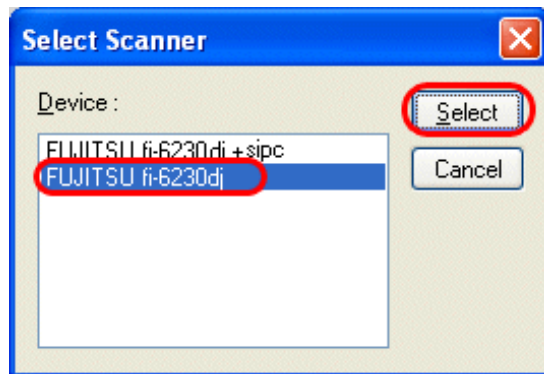 Select Scanner
Device :
Select
FUJITSU fi-6230dj +sipc
FUJITSU fi-6230dj
Cancel